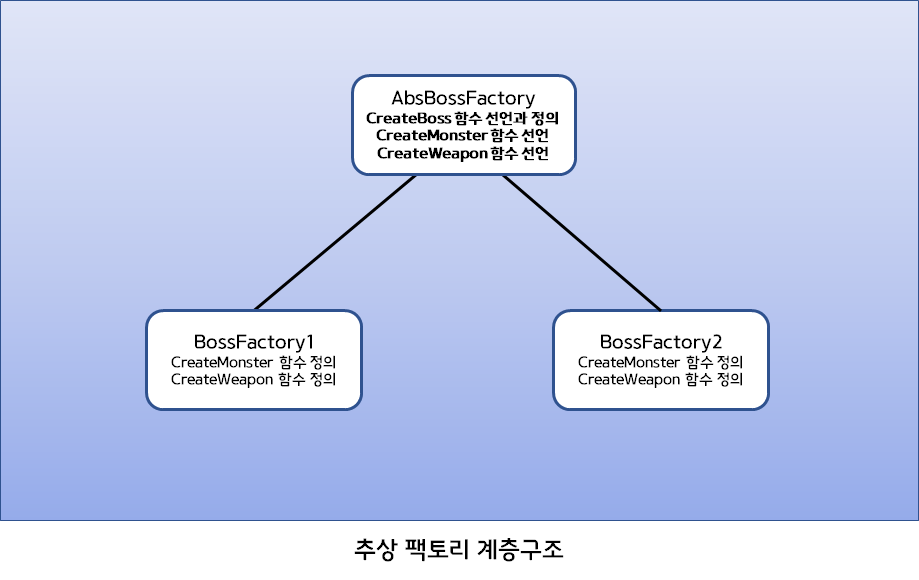 AbsBossFactory
CreateBoss 함수 선언과 정의
CreateMonster 함수 선언
CreateWeapon 함수 선언
BossFactory1
CreateMonster 함수 정의
CreateWeapon 함수 정의
BossFactory2
CreateMonster 함수 정의
CreateWeapon 함수 정의
추상 팩토리 계층구조